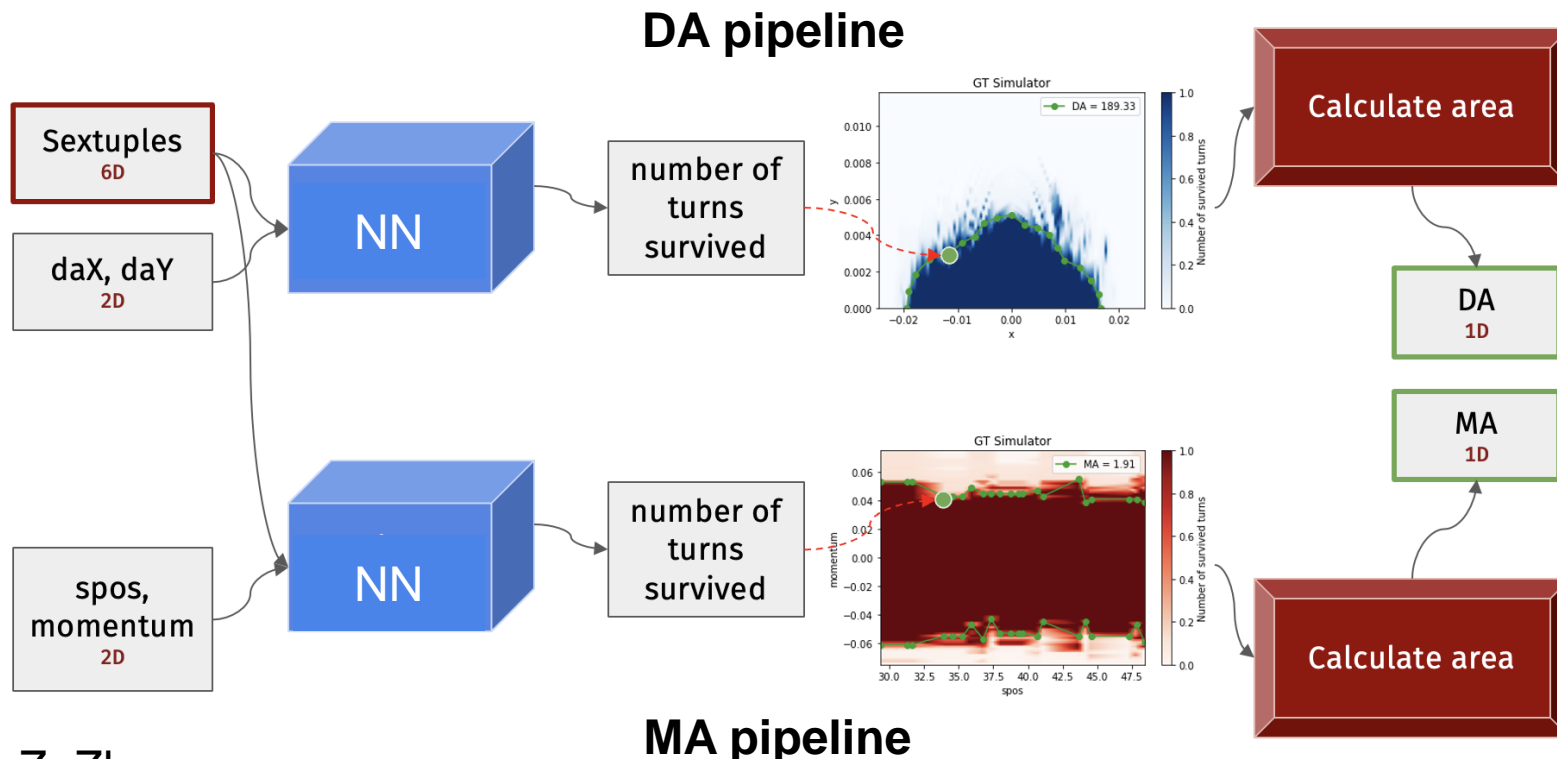 DA pipeline
Sextuples
6D
daX, daY
2D
NN
number of
turns
survived
GT Simulator
DA = 189.33
y
0.010
0.008
0.006
0.004
0.002
0.000
−0.02
−0.01
0.00
0.01
0.02
x
1.0
0.8
0.6
0.4
0.2
0.0
Number of survived turns
Calculate area
DA
1D
MA
1D
spos,
momentum
2D
NN
number of
turns
survived
GT Simulator
MA = 1.91
momentum
0.06
0.04
0.02
0.00
−0.02
−0.04
−0.06
30.0
32.5
35.0
37.5
40.0
42.5
45.0
47.5
spos
1.0
0.8
0.6
0.4
0.2
0.0
Number of survived turns
Calculate area
MA pipeline